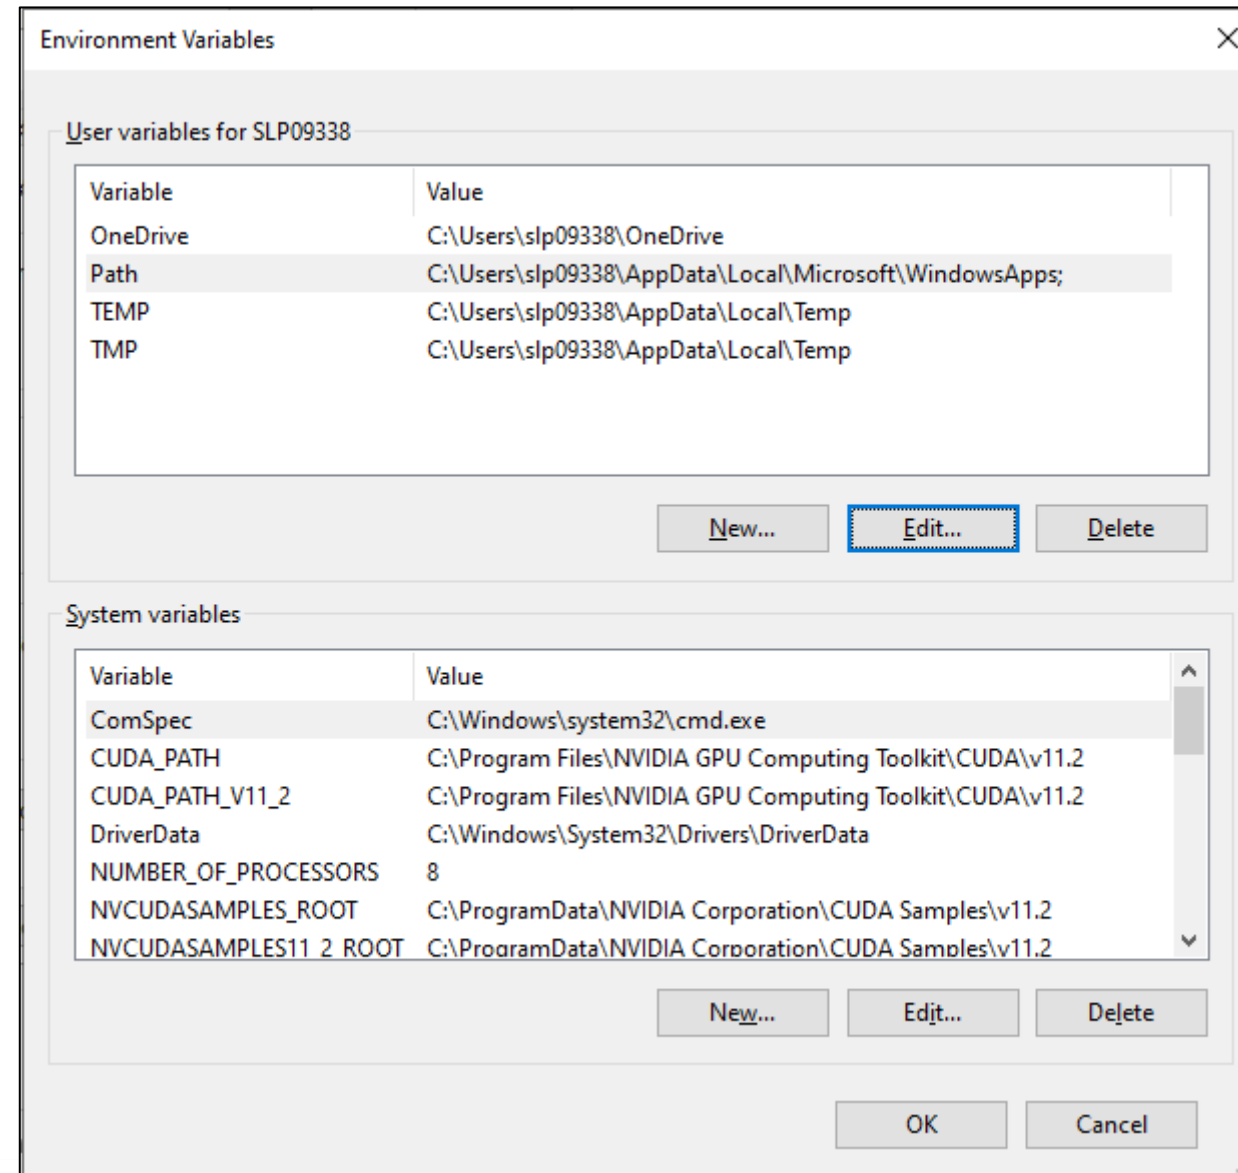 Environment Variables
User variables for SLP09338
Variable Value
OneDrive C:\Users\slp09338\OneDrive
Path C:\Users\slp09338\AppData\Local\Microsoft\WindowsApps;
TEMP C:\Users\slp09338\AppData\Local\Temp
TMP C:\Users\slp09338\AppData\Local\Temp
New... Edit... Delete
System variables
Variable Value
ComSpec C:\Windows\system32\cmd.exe
CUDA_PATH C:\Program Files\NVIDIA GPU Computing Toolkit\CUDA\v11.2
CUDA_PATH_V11_2 C:\Program Files\NVIDIA GPU Computing Toolkit\CUDA\v11.2
DriverData C:\Windows\System32\Drivers\DriverData
NUMBER_OF_PROCESSORS 8
NVCUDASAMPLES_ROOT C:\ProgramData\NVIDIA Corporation\CUDA Samples\v11.2
NVCUDASAMPLES11_2_ROOT C:\ProgramData\NVIDIA Corporation\CUDA Samples\v11.2
New... Edit... Delete
OK Cancel